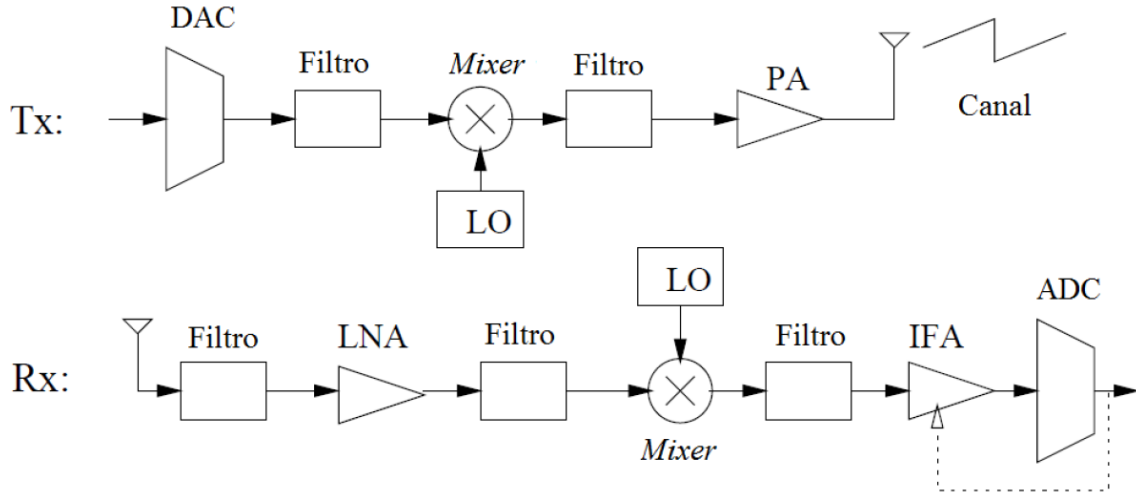 DAC
Filtro
Mixer
Filtro
PA
Tx:
Canal
LO
LO
ADC
Filtro
LNA
Filtro
Filtro
IFA
Rx:
Mixer